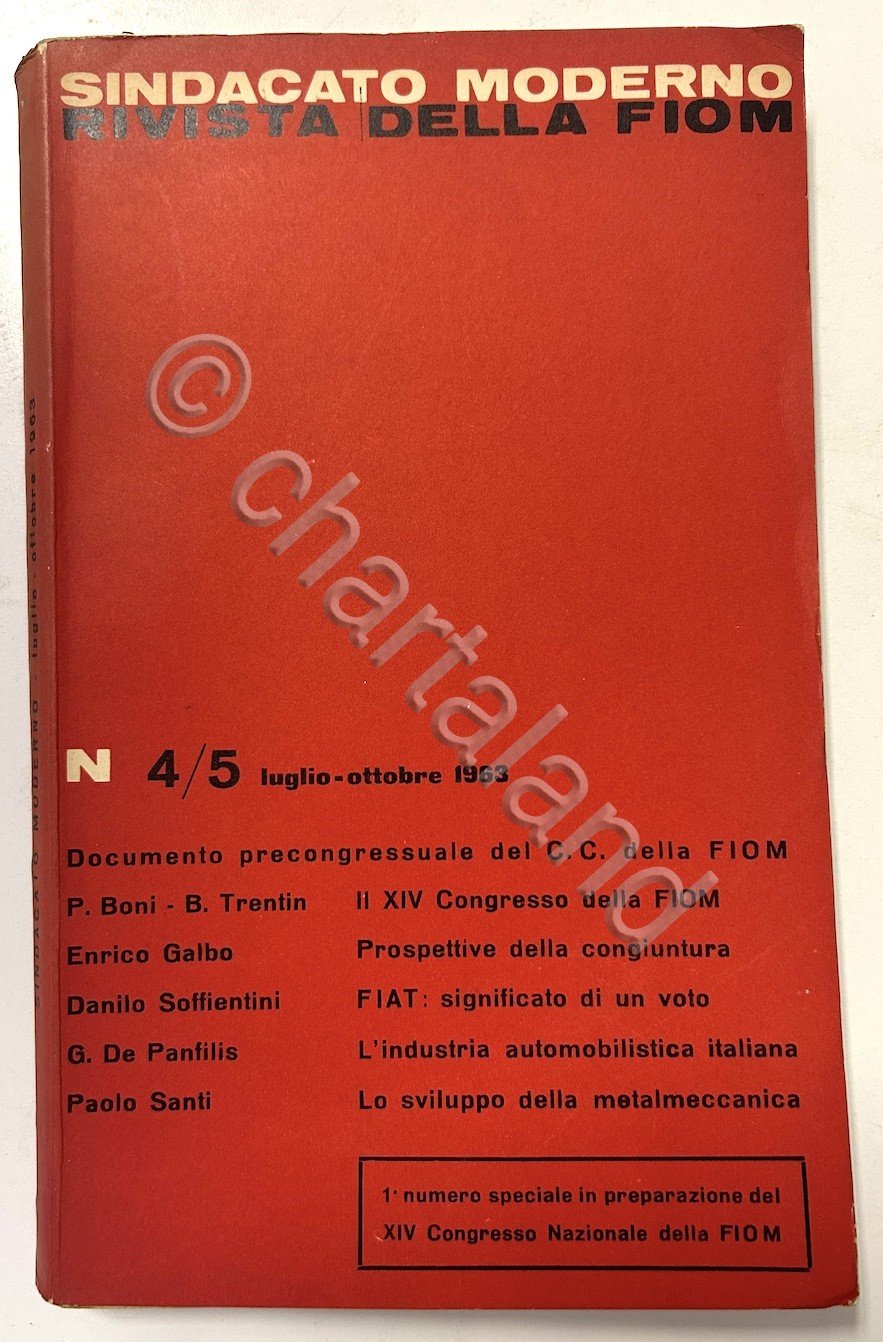 SINDACATO MODERNO
RIVISTA DELLA FIOM
SINDACATO MODERNO - luglio - ottobre 1963
© chartaland
N 4/5 luglio-ottobre 1963
Documento precongressuale del C.C. della FIOM
P. Boni - B. Trentin Il XIV Congresso della FIOM
Enrico Galbo Prospettive della congiuntura
Danilo Soffientini FIAT: significato di un voto
G. De Panfilis L'industria automobilistica italiana
Paolo Santi Lo sviluppo della metalmeccanica
1° numero speciale in preparazione del
XIV Congresso Nazionale della FIOM